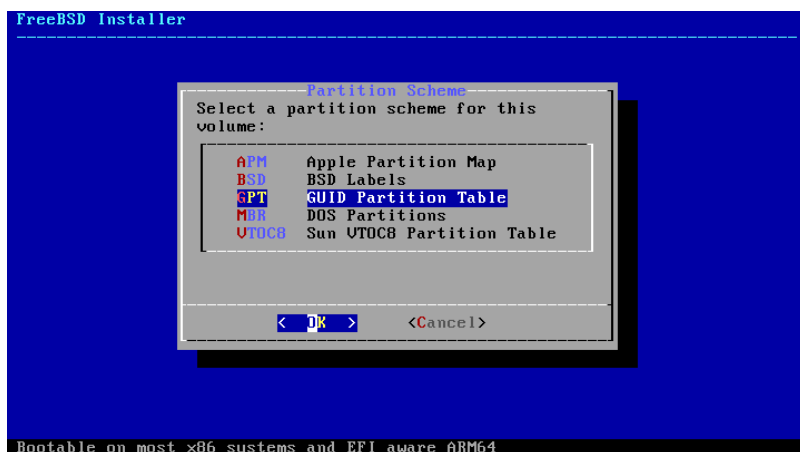 FreeBSD Installer
Partition Scheme
Select a partition scheme for this
volume:
APM Apple Partition Map
BSD BSD Labels
GPT GUID Partition Table
MBR DOS Partitions
VTOC8 Sun VTOC8 Partition Table
< OK > <Cancel>
Bootable on most x86 systems and EFI aware ARM64